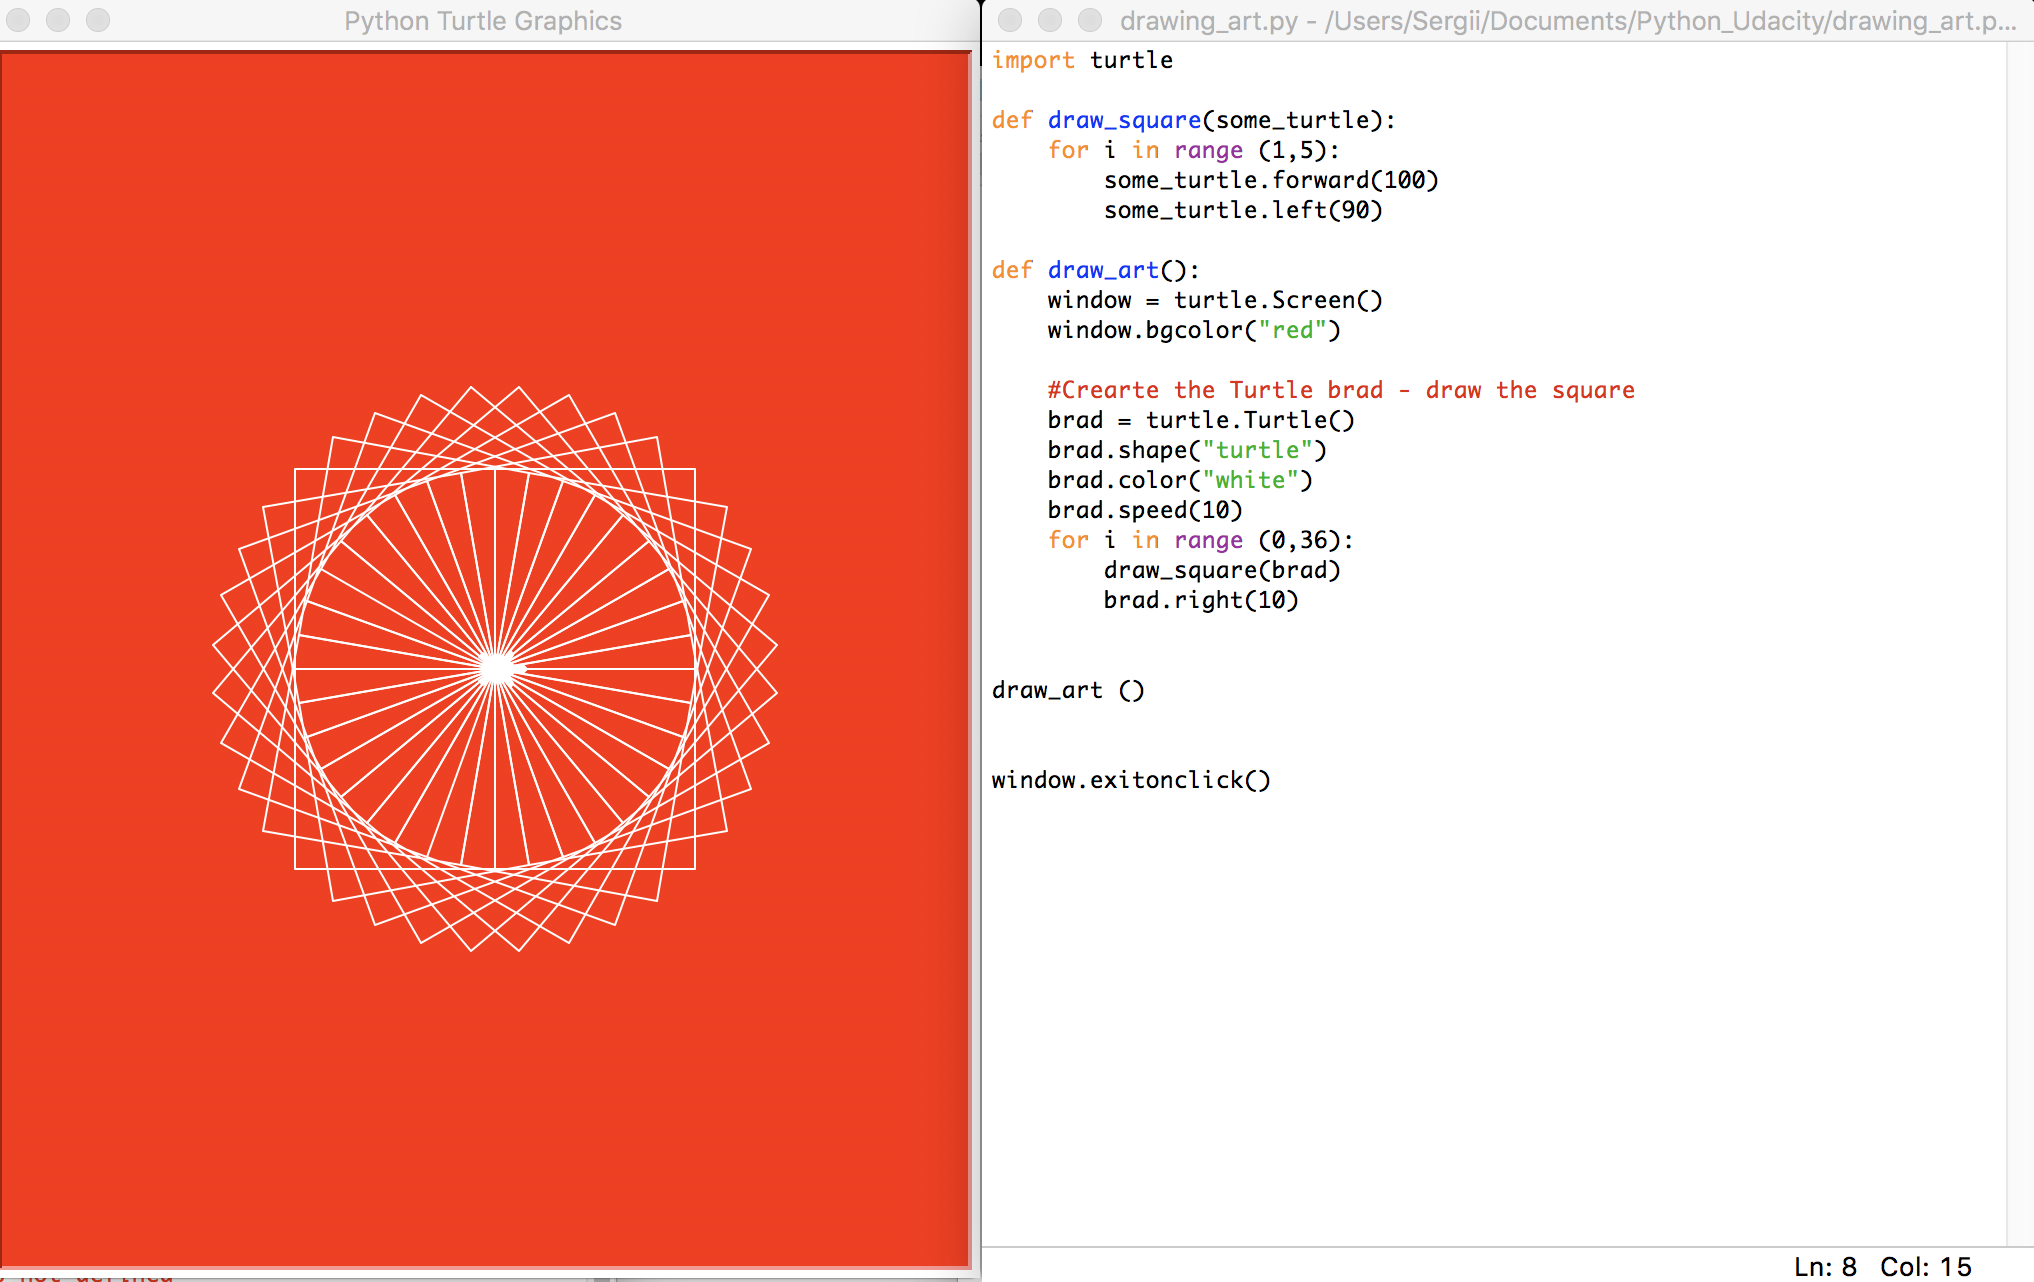 Python Turtle Graphics
drawing_art.py - /Users/Sergii/Documents/Python_Udacity/drawing_art.p...
import turtle
def draw_square(some_turtle):
    for i in range (1,5):
        some_turtle.forward(100)
        some_turtle.left(90)
def draw_art():
    window = turtle.Screen()
    window.bgcolor("red")
    #Crearte the Turtle brad - draw the square
    brad = turtle.Turtle()
    brad.shape("turtle")
    brad.color("white")
    brad.speed(10)
    for i in range (0,36):
        draw_square(brad)
        brad.right(10)
draw_art ()
window.exitonclick()
not defined
Ln: 8 Col: 15